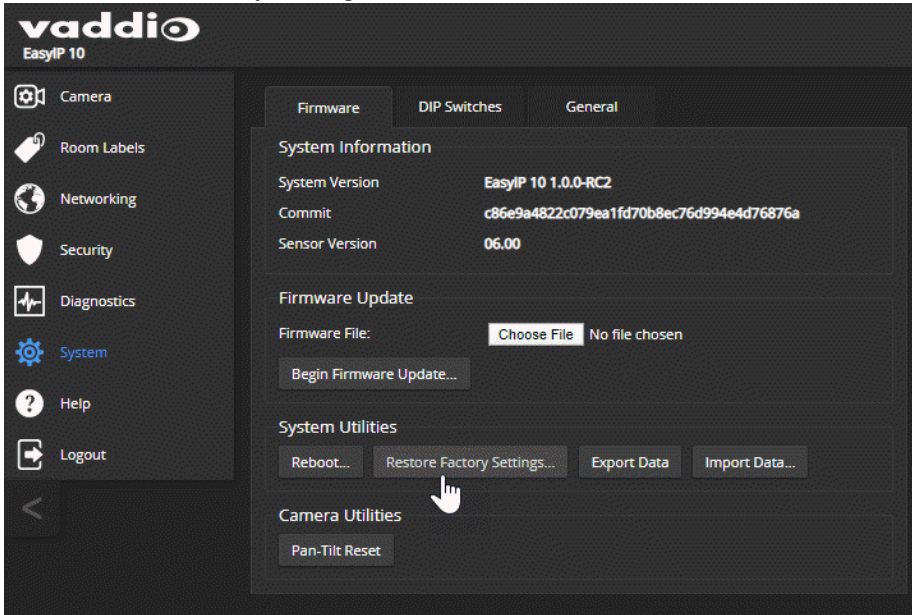 vaddio
EasyIP 10
Camera
Room Labels
Networking
Security
Diagnostics
System
Help
Logout
<
Firmware DIP Switches General
System Information
System Version EasyIP 10 1.0.0-RC2
Commit c86e9a4822c079ea1fd70b8ec76d994e4d76876a
Sensor Version 06.00
Firmware Update
Firmware File: Choose File No file chosen
Begin Firmware Update...
System Utilities
Reboot... Restore Factory Settings... Export Data Import Data...
Camera Utilities
Pan-Tilt Reset